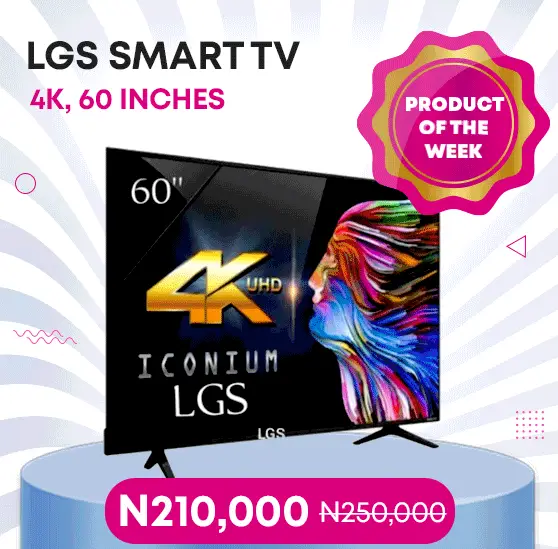 LGS SMART TV
4K, 60 INCHES
PRODUCT
OF THE
WEEK
60"
4K UHD
ICONIUM
LGS
LGS
N210,000 N250,000